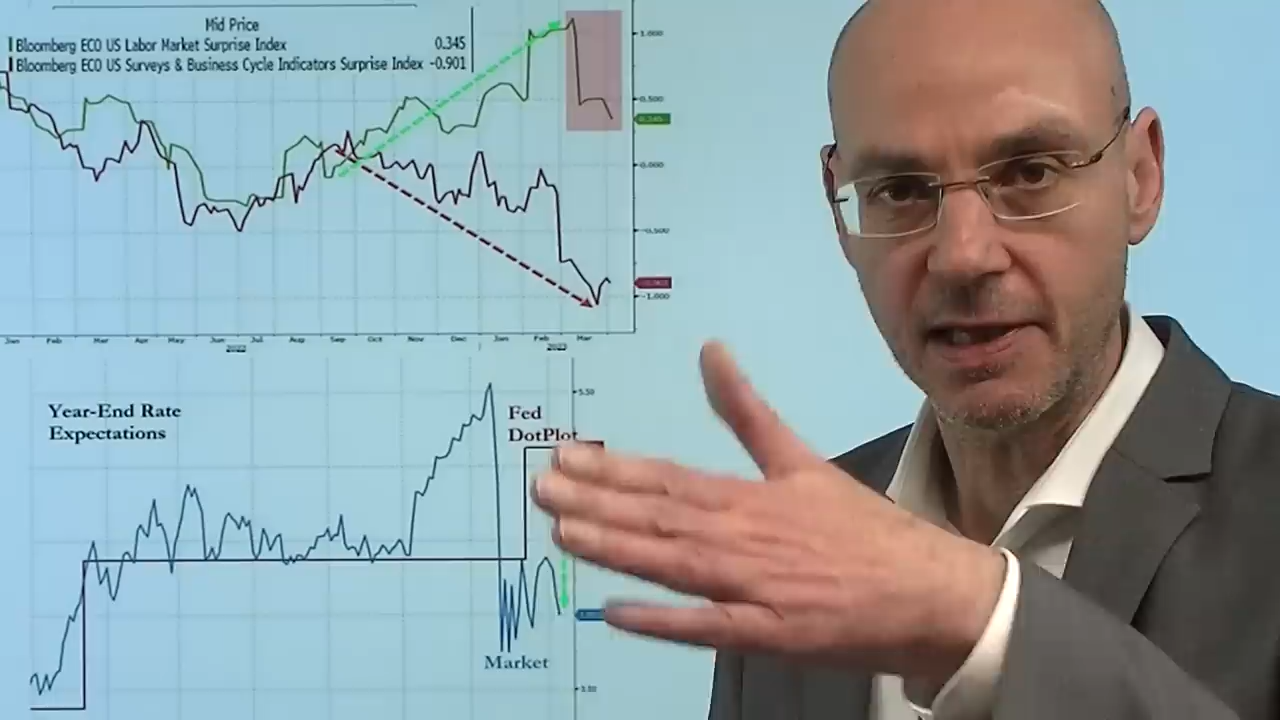 Mid Price
Bloomberg ECO US Labor Market Surprise Index 0.345
Bloomberg ECO US Surveys & Business Cycle Indicators Surprise Index -0.901
1.000
0.500
0.345
0.000
-0.500
-1.000
Jan Feb Mar Apr May Jun Jul Aug Sep Oct Nov Dec Jan Feb Mar
2022 2023
Year-End Rate
Expectations
Fed
DotPlot
5.50
Market
3.50